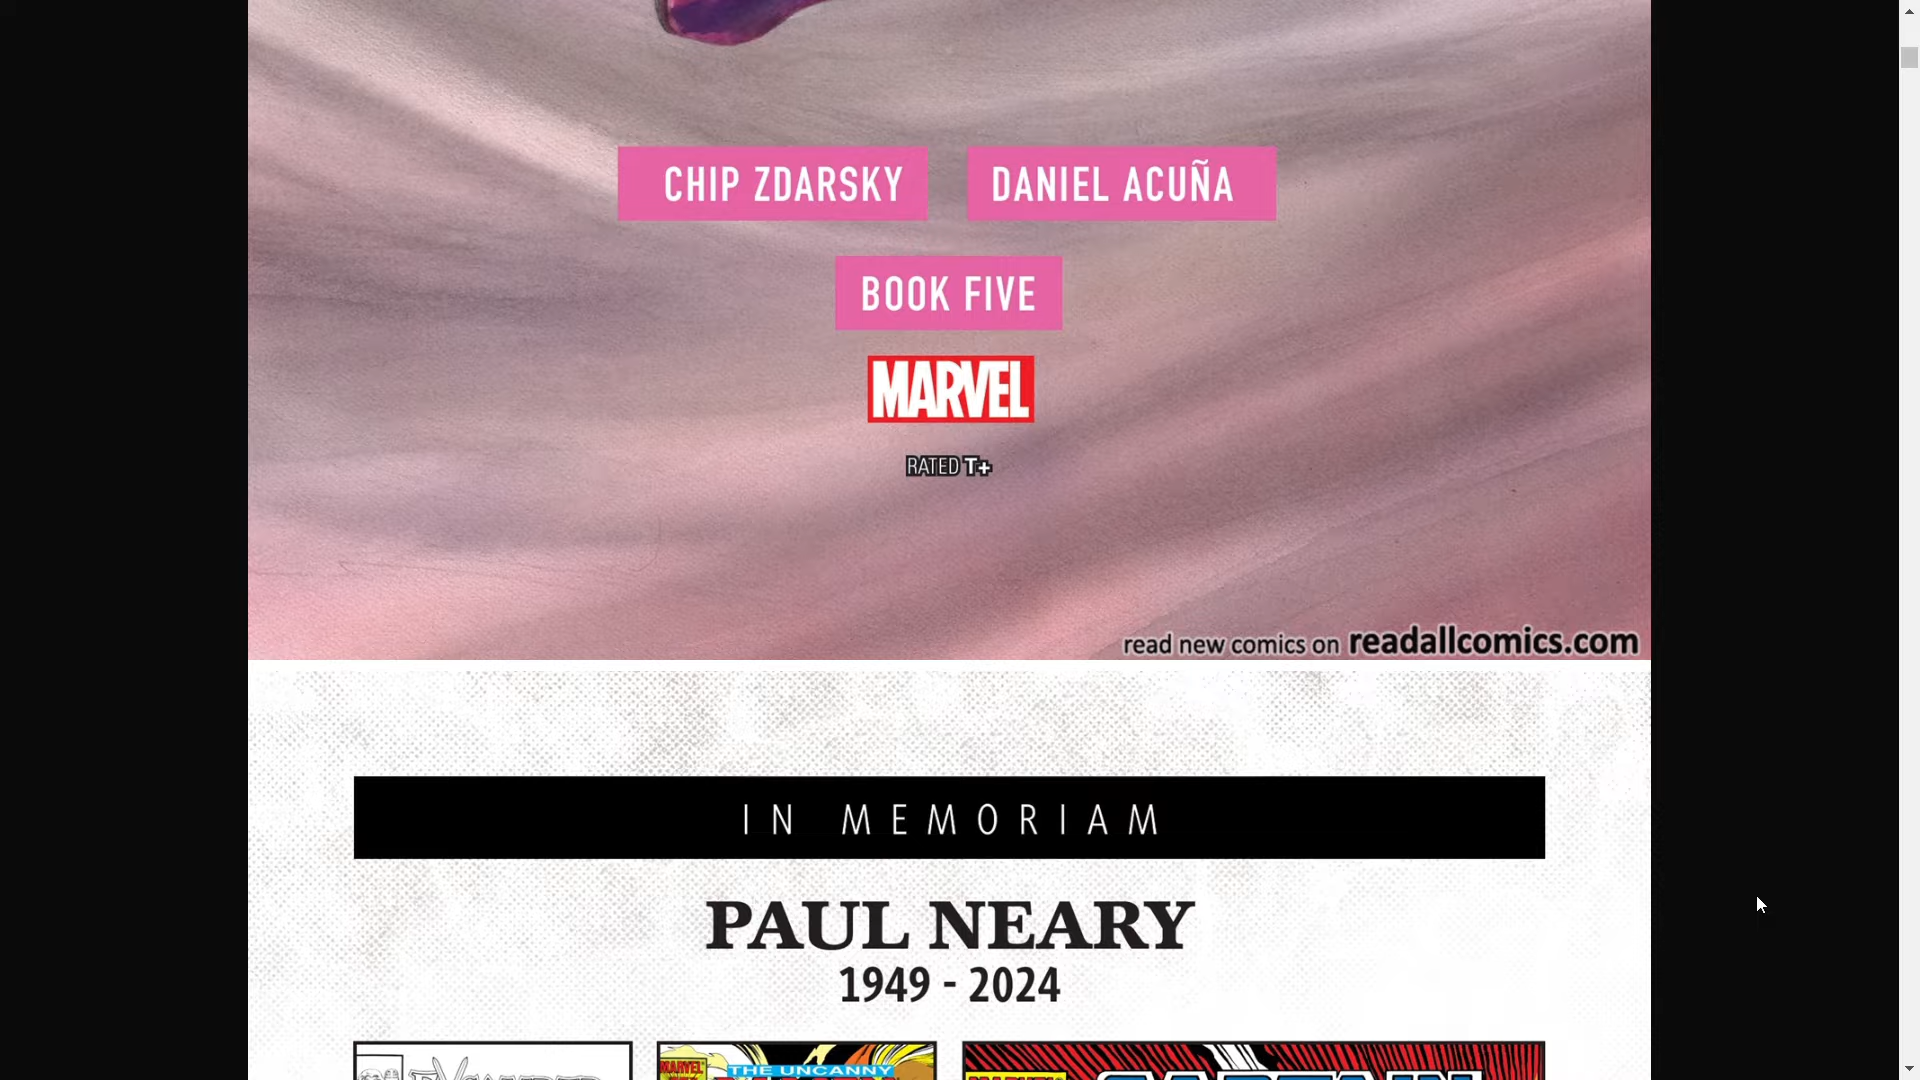 CHIP ZDARSKY
DANIEL ACUÑA
BOOK FIVE
MARVEL
RATED T+
read new comics on readallcomics.com
IN MEMORIAM
PAUL NEARY
1949 - 2024
MARVEL
THE UNCANNY